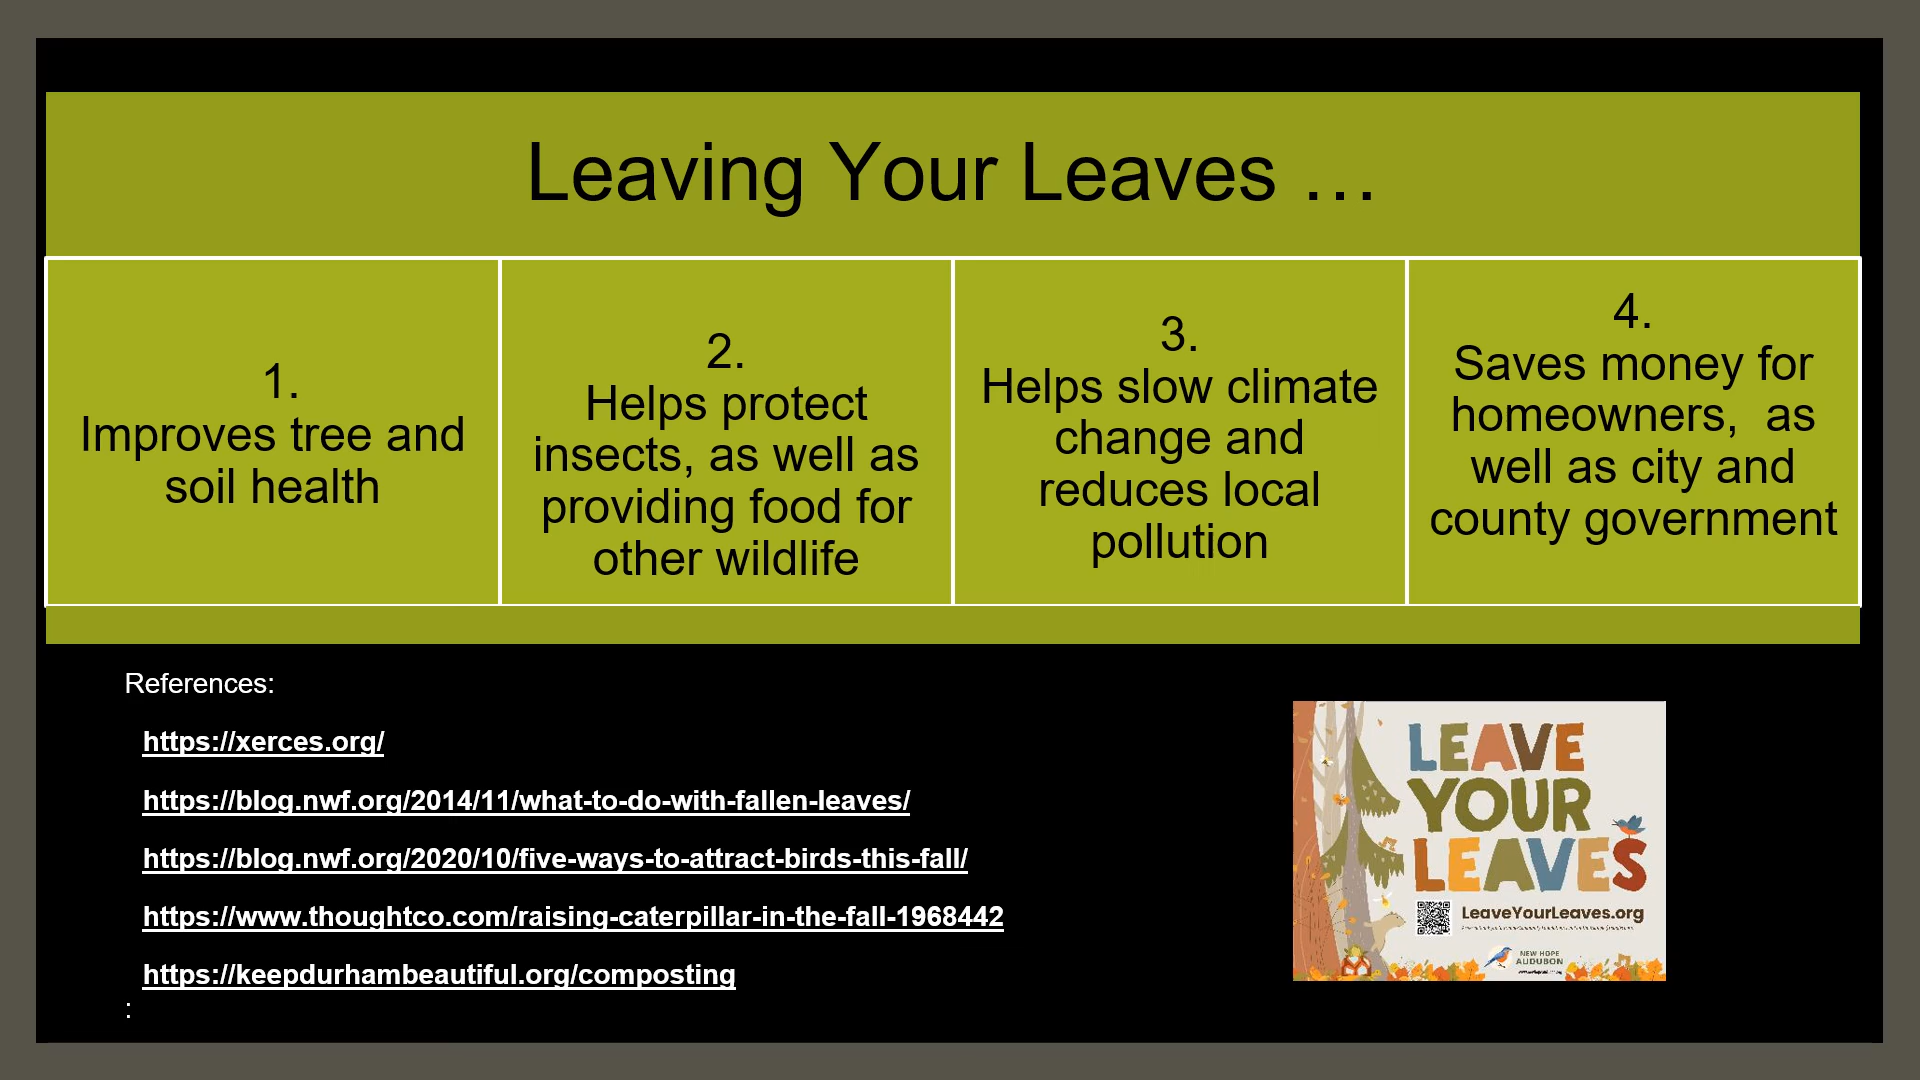 Leaving Your Leaves …
1.
Improves tree and
soil health
2.
Helps protect
insects, as well as
providing food for
other wildlife
3.
Helps slow climate
change and
reduces local
pollution
4.
Saves money for
homeowners,  as
well as city and
county government
References:
https://xerces.org/
https://blog.nwf.org/2014/11/what-to-do-with-fallen-leaves/
https://blog.nwf.org/2020/10/five-ways-to-attract-birds-this-fall/
https://www.thoughtco.com/raising-caterpillar-in-the-fall-1968442
https://keepdurhambeautiful.org/composting
:
LEAVE
YOUR
LEAVES
LeaveYourLeaves.org
NEW HOPE
AUDUBON